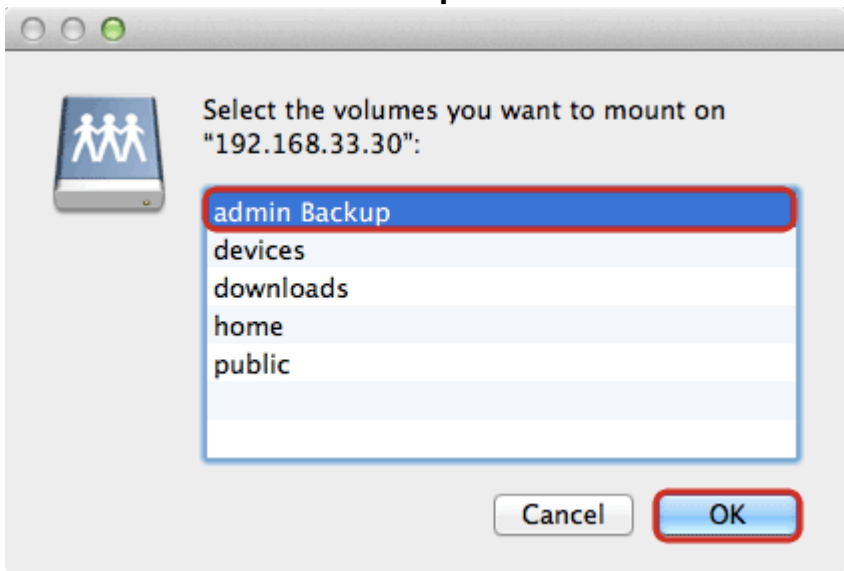 Select the volumes you want to mount on
“192.168.33.30”:
admin Backup
devices
downloads
home
public
Cancel
OK